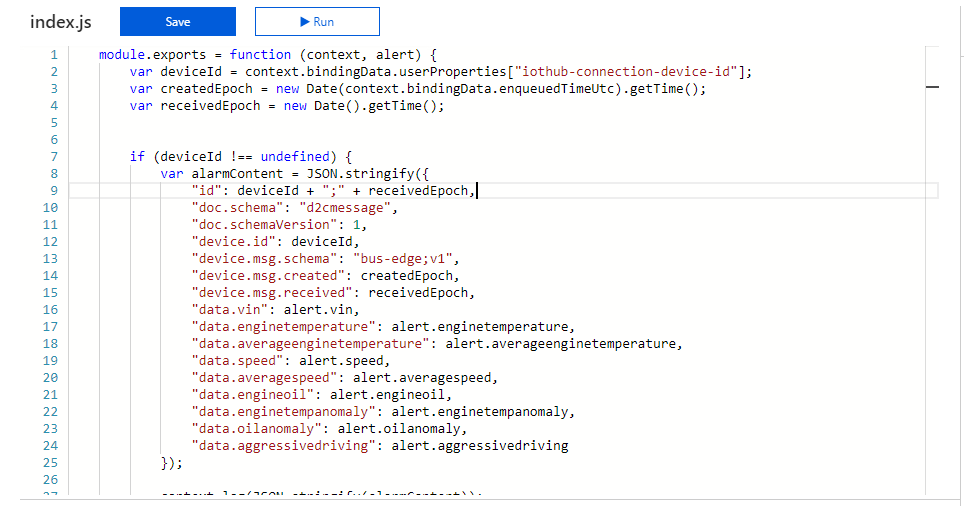 index.js Save Run
1 module.exports = function (context, alert) {
2 var deviceId = context.bindingData.userProperties["iothub-connection-device-id"];
3 var createdEpoch = new Date(context.bindingData.enqueuedTimeUtc).getTime();
4 var receivedEpoch = new Date().getTime();
5
6
7 if (deviceId !== undefined) {
8 var alarmContent = JSON.stringify({
9 "id": deviceId + ";" + receivedEpoch,
10 "doc.schema": "d2cmessage",
11 "doc.schemaVersion": 1,
12 "device.id": deviceId,
13 "device.msg.schema": "bus-edge;v1",
14 "device.msg.created": createdEpoch,
15 "device.msg.received": receivedEpoch,
16 "data.vin": alert.vin,
17 "data.enginetemperature": alert.enginetemperature,
18 "data.averageenginetemperature": alert.averageenginetemperature,
19 "data.speed": alert.speed,
20 "data.averagespeed": alert.averagespeed,
21 "data.engineoil": alert.engineoil,
22 "data.enginetempanomaly": alert.enginetempanomaly,
23 "data.oilanomaly": alert.oilanomaly,
24 "data.aggressivedriving": alert.aggressivedriving
25 });
26
27 context.log(JSON.stringify(alarmContent));